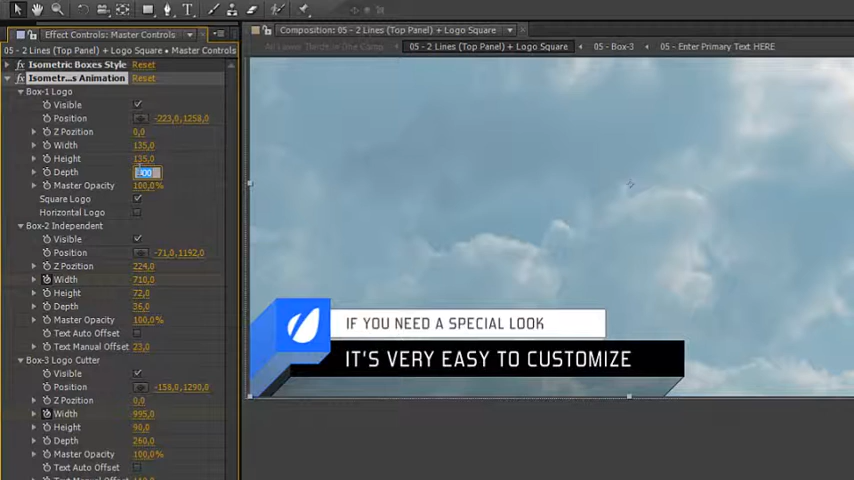 Effect Controls: Master Controls
Composition: 05 - 2 Lines (Top Panel) + Logo Square
05 - 2 Lines (Top Panel) + Logo Square • Master Controls
05 - 2 Lines (Top Panel) + Logo Square
05 - Box-3
05 - Enter Primary Text HERE
fx Isometric Boxes Style Reset
fx Isometr...s Animation Reset
Box-1 Logo
Visible
Position -223,0,1258,0
Z Pozition 0,0
Width 135,0
Height 135,0
Depth
Master Opacity 100,0%
Square Logo
Horizontal Logo
Box-2 Independent
Visible
Position -71,0,1192,0
Z Pozition 224,0
Width 710,0
Height 72,0
Depth 36,0
Master Opacity 100,0%
Text Auto Offset
Text Manual Offset 23,0
Box-3 Logo Cutter
Visible
Position -158,0,1290,0
Z Pozition 0,0
Width 995,0
Height 90,0
Depth 260,0
Master Opacity 100,0%
Text Auto Offset
IF YOU NEED A SPECIAL LOOK
IT'S VERY EASY TO CUSTOMIZE